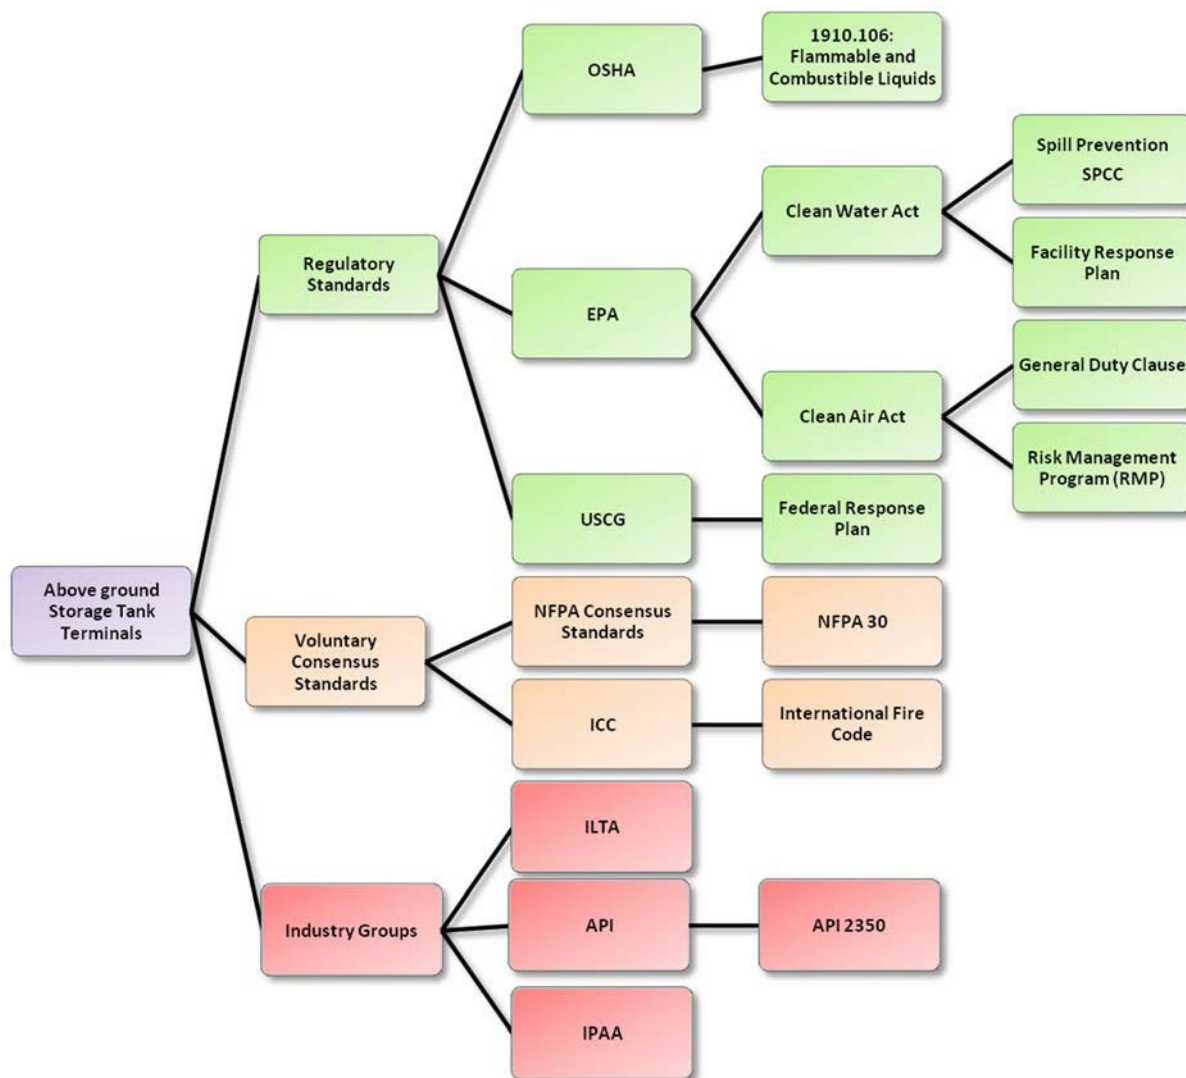 1910.106:
Flammable and
Combustible Liquids
OSHA
Spill Prevention
SPCC
Clean Water Act
Facility Response
Plan
Regulatory
Standards
EPA
General Duty Clause
Clean Air Act
Risk Management
Program (RMP)
USCG
Federal Response
Plan
Above ground
Storage Tank
Terminals
NFPA Consensus
Standards
NFPA 30
Voluntary
Consensus
Standards
ICC
International Fire
Code
ILTA
Industry Groups
API
API 2350
IPAA